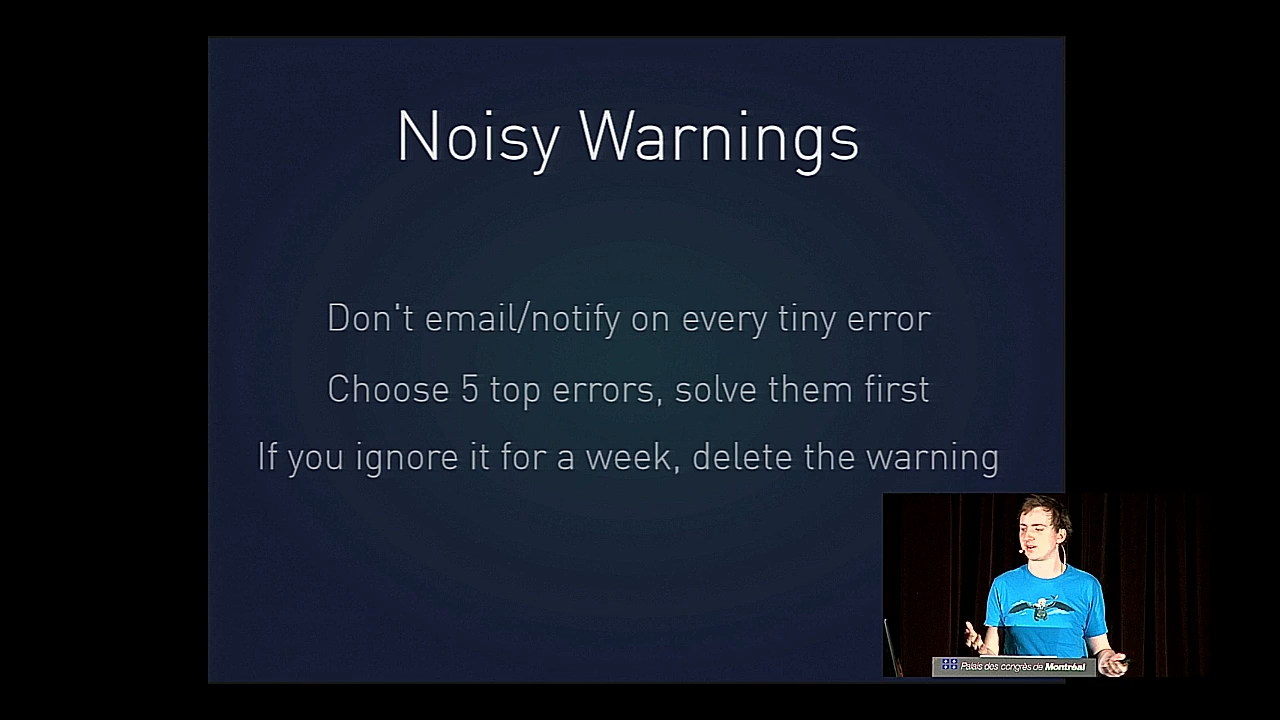 Noisy Warnings
Don't email/notify on every tiny error
Choose 5 top errors, solve them first
If you ignore it for a week, delete the warning
Palais des congrès de Montréal